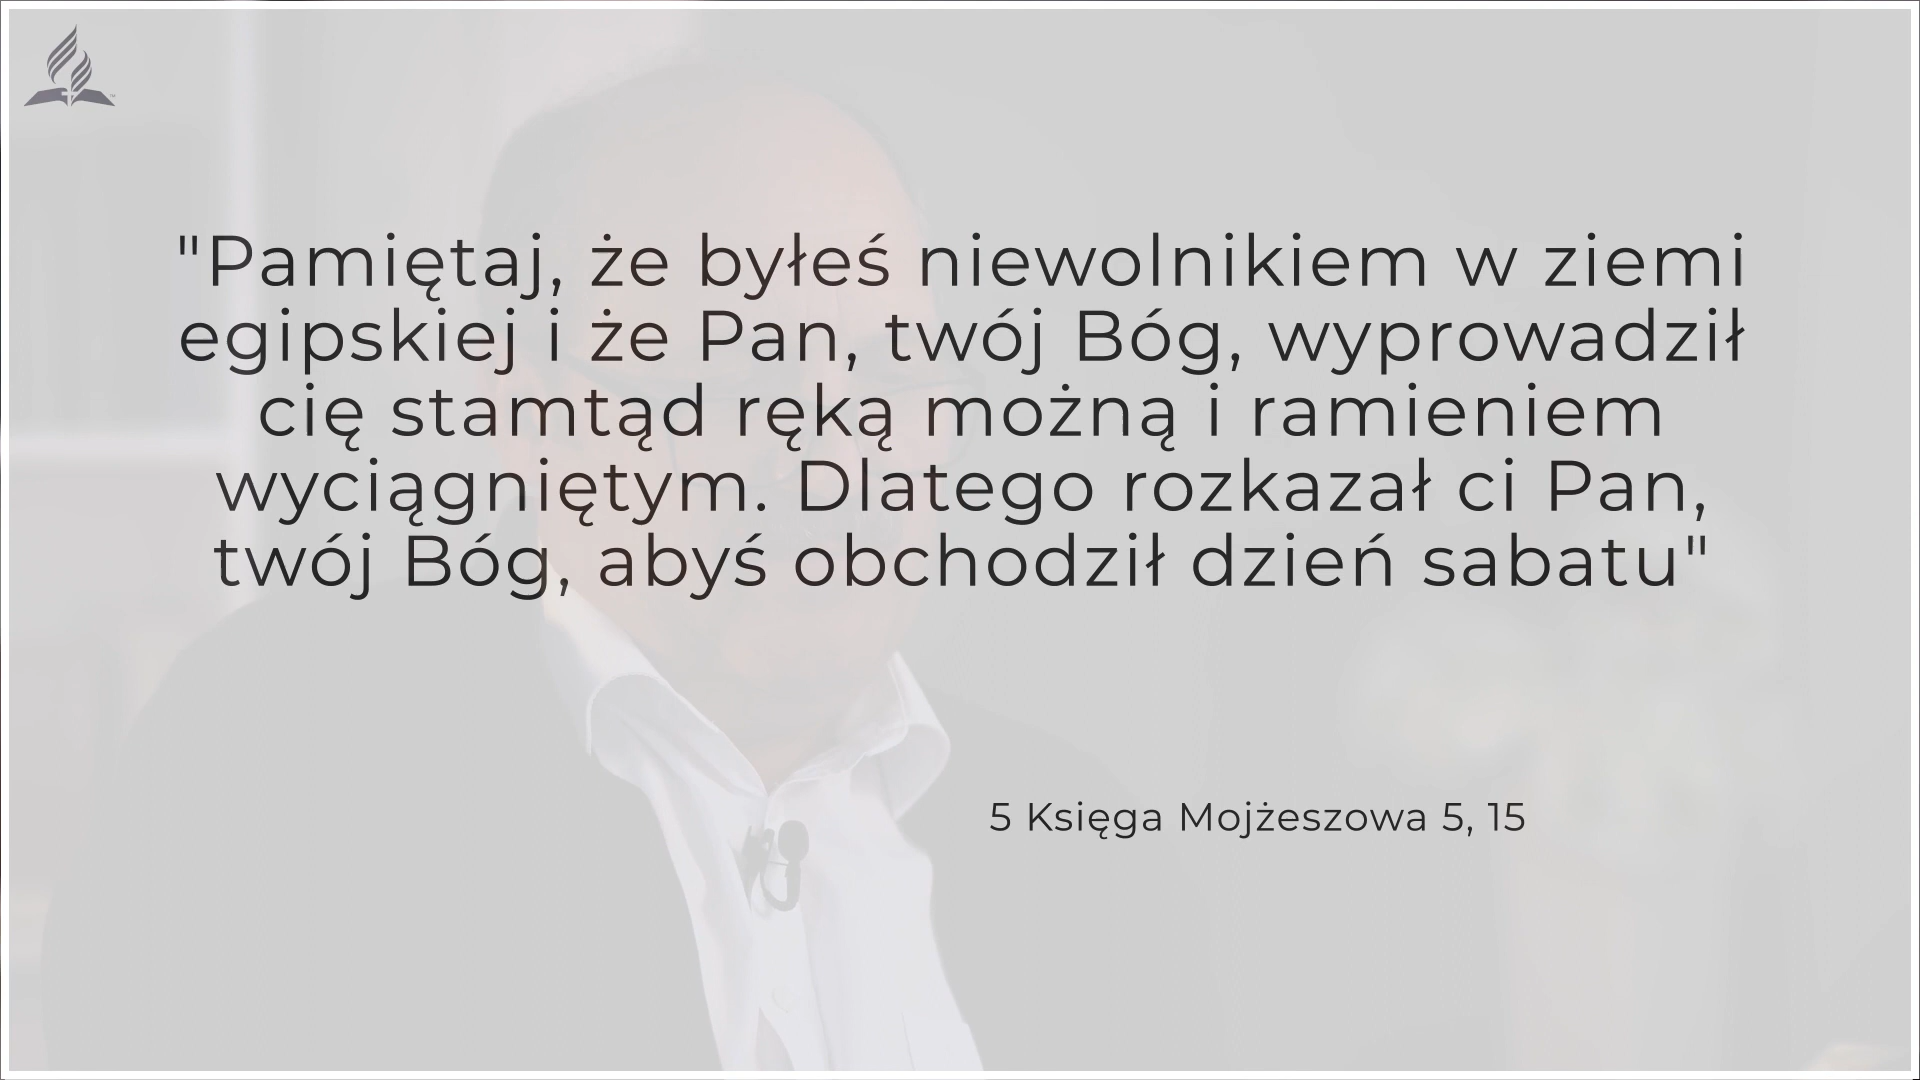 "Pamiętaj, że byłeś niewolnikiem w ziemi
egipskiej i że Pan, twój Bóg, wyprowadził
cię stamtąd ręką możną i ramieniem
wyciągniętym. Dlatego rozkazał ci Pan,
twój Bóg, abyś obchodził dzień sabatu"
5 Księga Mojżeszowa 5, 15